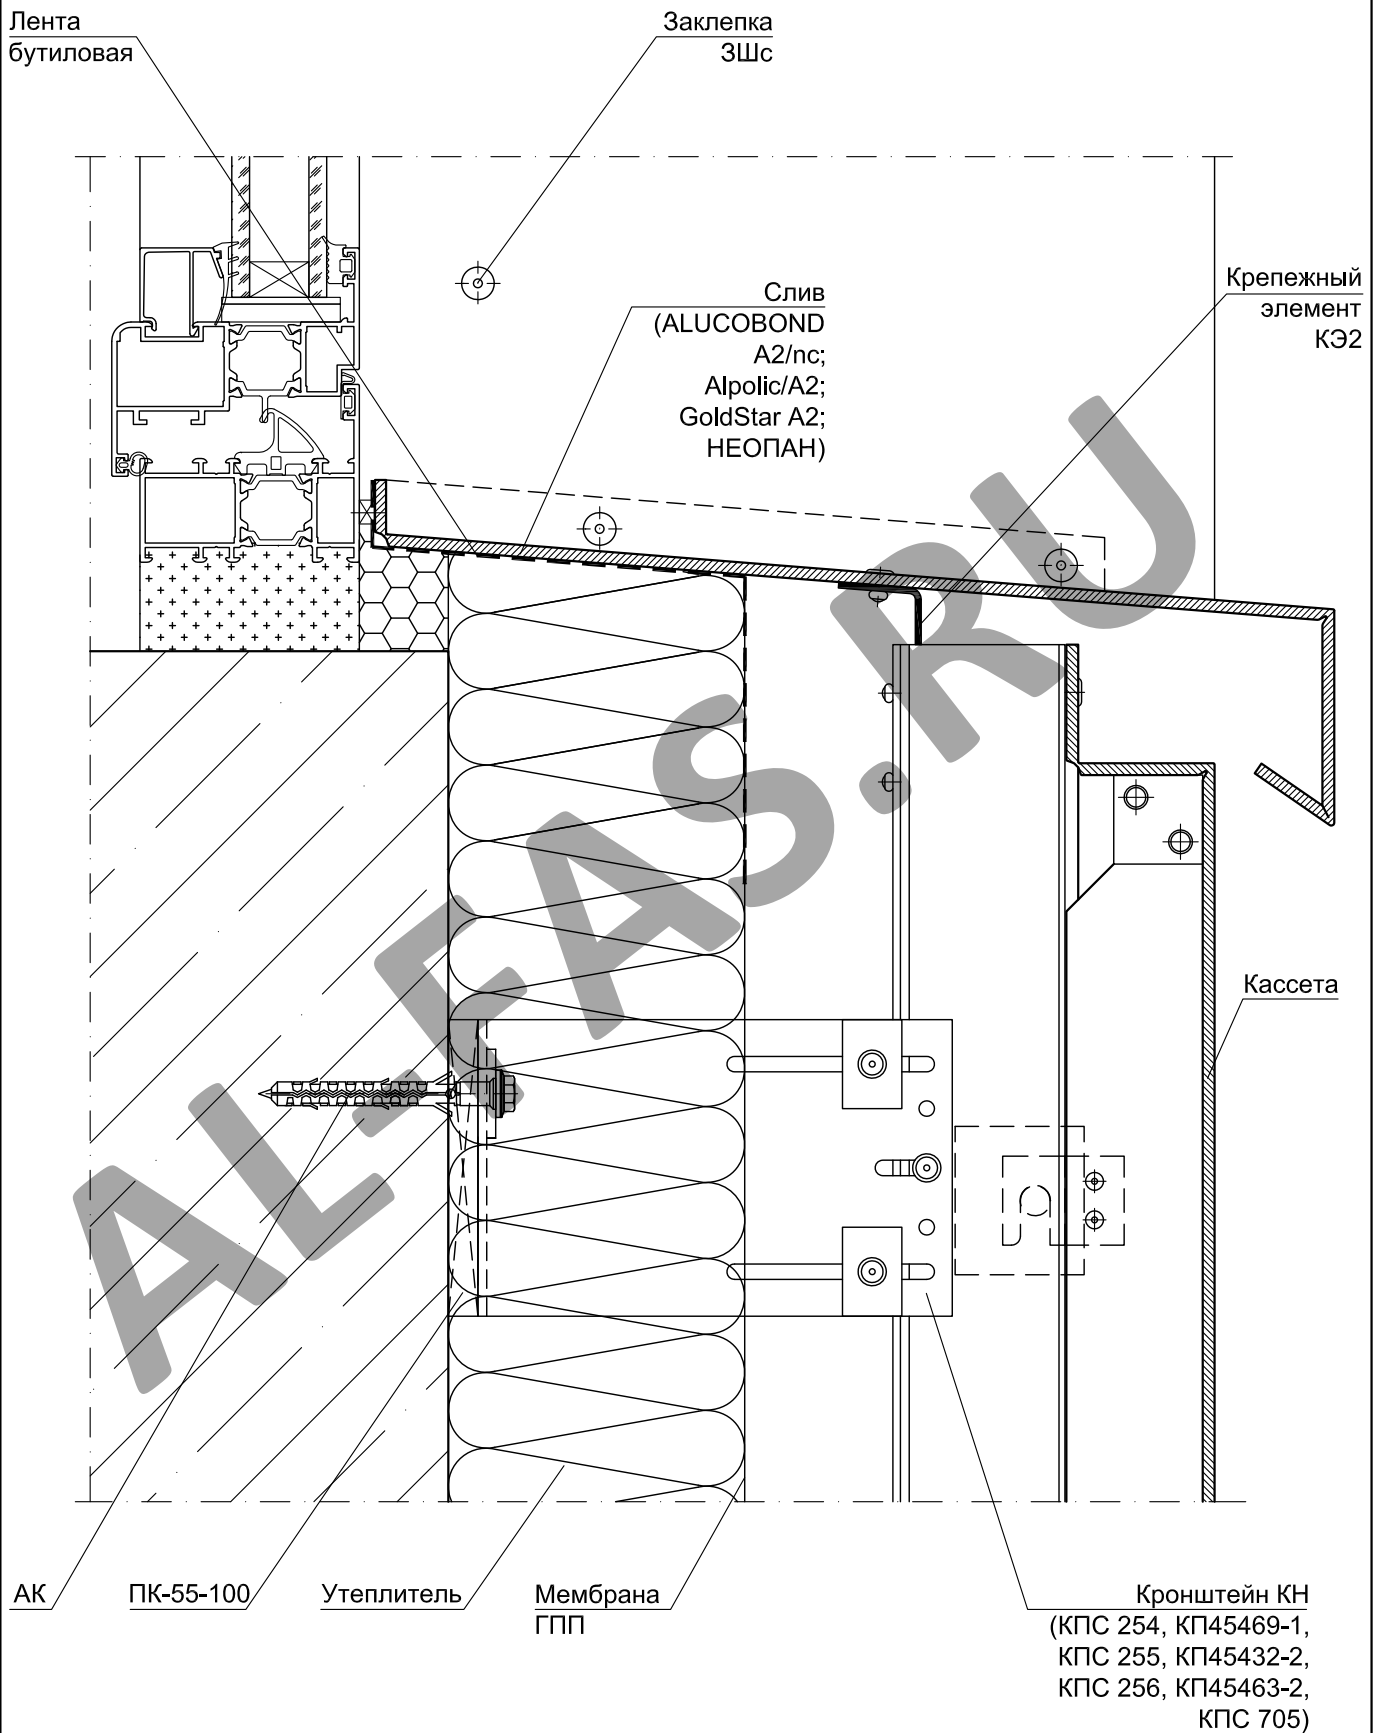 Лента
бутиловая
Заклепка
ЗШс
Слив
(ALUCOBOND
A2/nc;
Alpolic/A2;
GoldStar A2;
НЕОПАН)
Крепежный
элемент
КЭ2
AL-FAS.RU
Кассета
АК
ПК-55-100
Утеплитель
Мембрана
ГПП
Кронштейн КН
(КПС 254, КП45469-1,
КПС 255, КП45432-2,
КПС 256, КП45463-2,
КПС 705)